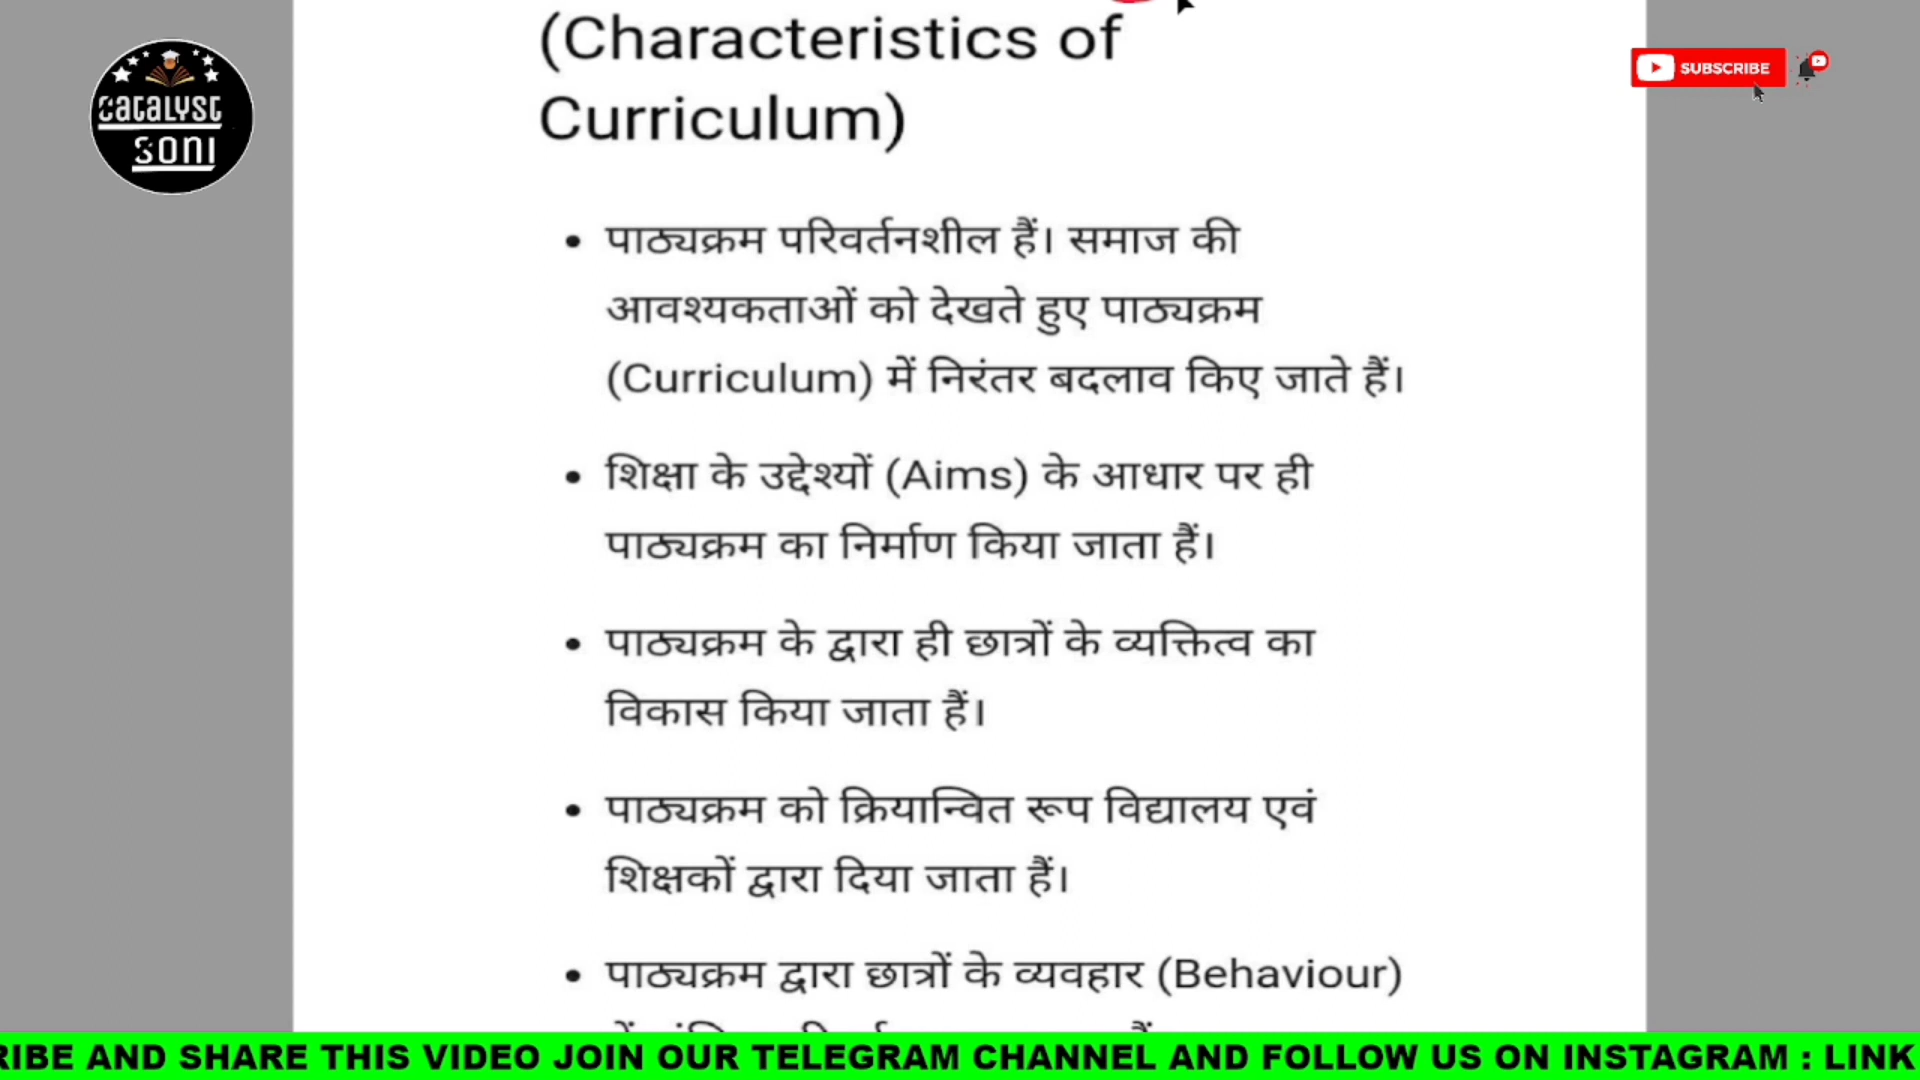 (Characteristics of
Curriculum)
CATALYST
SONI
SUBSCRIBE
• पाठ्यक्रम परिवर्तनशील हैं। समाज की
आवश्यकताओं को देखते हुए पाठ्यक्रम
(Curriculum) में निरंतर बदलाव किए जाते हैं।
• शिक्षा के उद्देश्यों (Aims) के आधार पर ही
पाठ्यक्रम का निर्माण किया जाता हैं।
• पाठ्यक्रम के द्वारा ही छात्रों के व्यक्तित्व का
विकास किया जाता हैं।
• पाठ्यक्रम को क्रियान्वित रूप विद्यालय एवं
शिक्षकों द्वारा दिया जाता हैं।
• पाठ्यक्रम द्वारा छात्रों के व्यवहार (Behaviour)
RIBE AND SHARE THIS VIDEO JOIN OUR TELEGRAM CHANNEL AND FOLLOW US ON INSTAGRAM : LINK